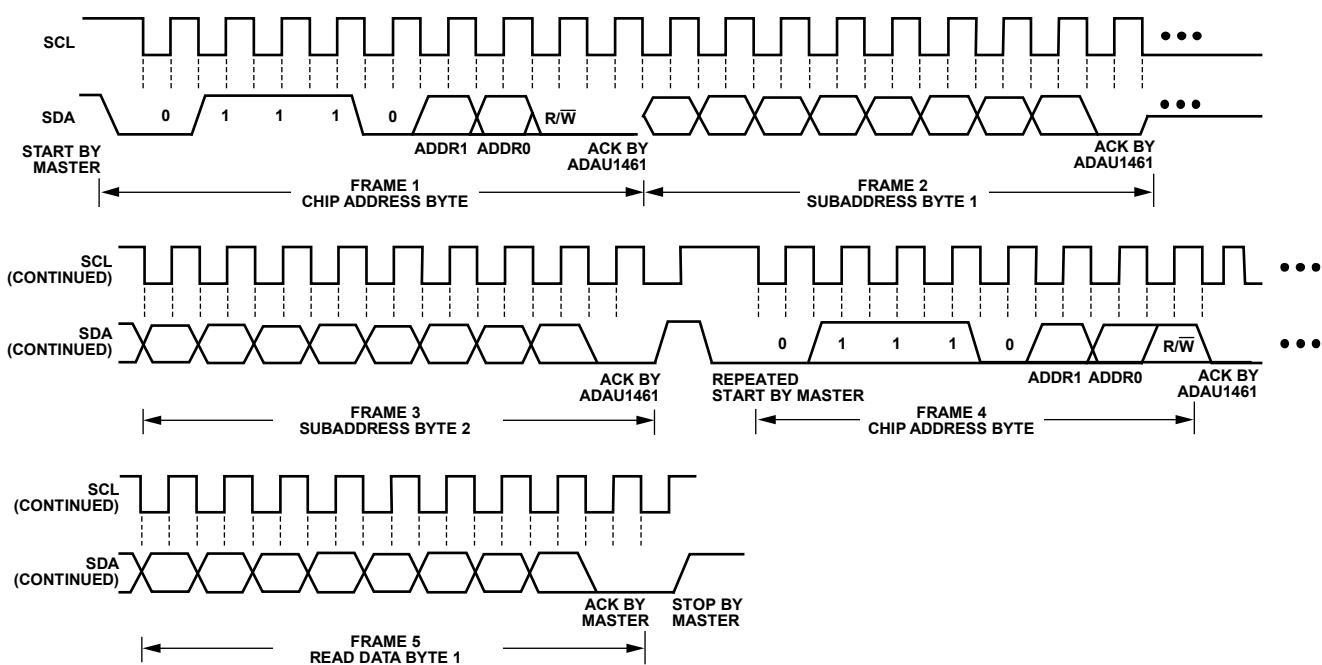 SCL
SDA
0 1 1 1 0 R/W̅
ADDR1 ADDR0
START BY
MASTER
ACK BY
ADAU1461
ACK BY
ADAU1461
FRAME 1
CHIP ADDRESS BYTE
FRAME 2
SUBADDRESS BYTE 1
SCL
(CONTINUED)
SDA
(CONTINUED)
0 1 1 1 0 R/W̅
ADDR1 ADDR0
ACK BY
ADAU1461
REPEATED
START BY MASTER
ACK BY
ADAU1461
FRAME 3
SUBADDRESS BYTE 2
FRAME 4
CHIP ADDRESS BYTE
SCL
(CONTINUED)
SDA
(CONTINUED)
ACK BY
MASTER
STOP BY
MASTER
FRAME 5
READ DATA BYTE 1